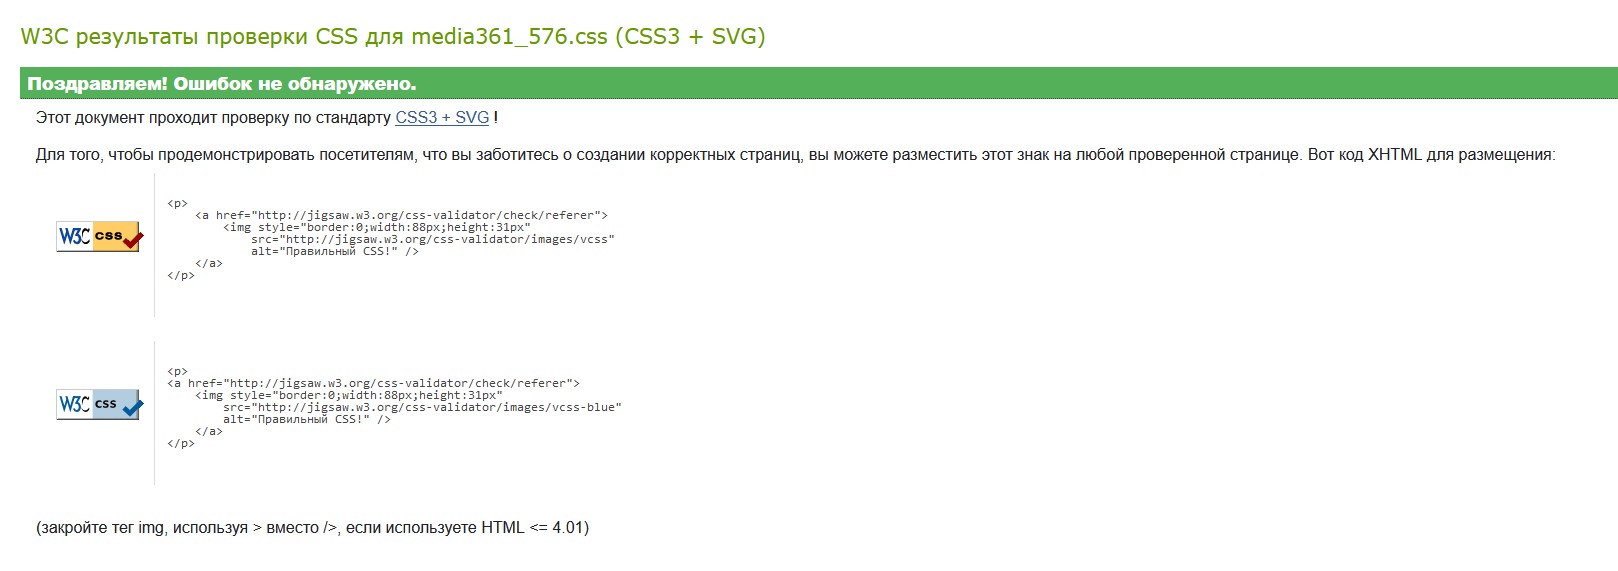 W3C результаты проверки CSS для media361_576.css (CSS3 + SVG)
Поздравляем! Ошибок не обнаружено.
Этот документ проходит проверку по стандарту CSS3 + SVG !
Для того, чтобы продемонстрировать посетителям, что вы заботитесь о создании корректных страниц, вы можете разместить этот знак на любой проверенной странице. Вот код XHTML для размещения:
W3C css
<p>
    <a href="http://jigsaw.w3.org/css-validator/check/referer">
        <img style="border:0;width:88px;height:31px"
            src="http://jigsaw.w3.org/css-validator/images/vcss"
            alt="Правильный CSS!" />
    </a>
</p>
W3C css
<p>
<a href="http://jigsaw.w3.org/css-validator/check/referer">
    <img style="border:0;width:88px;height:31px"
        src="http://jigsaw.w3.org/css-validator/images/vcss-blue"
        alt="Правильный CSS!" />
    </a>
</p>
(закройте тег img, используя > вместо />, если используете HTML <= 4.01)